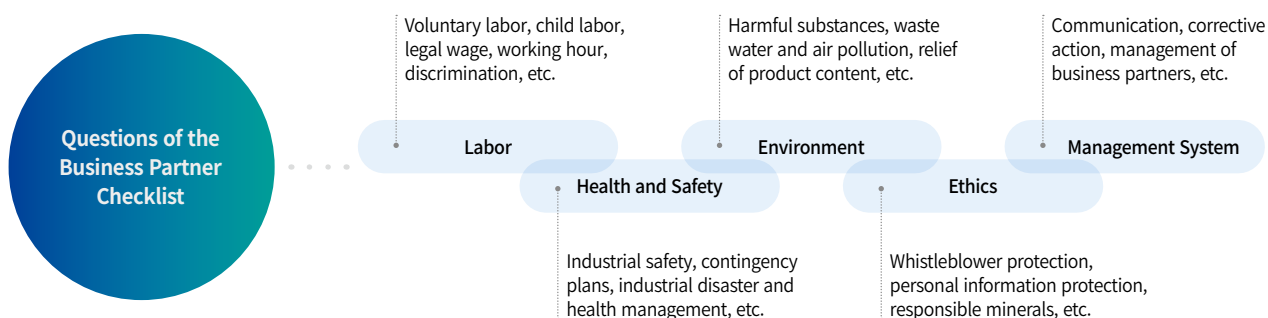 Questions of the
Business Partner
Checklist
Voluntary labor, child labor,
legal wage, working hour,
discrimination, etc.
Labor
Health and Safety
Industrial safety, contingency
plans, industrial disaster and
health management, etc.
Harmful substances, waste
water and air pollution, relief
of product content, etc.
Environment
Ethics
Whistleblower protection,
personal information protection,
responsible minerals, etc.
Communication, corrective
action, management of
business partners, etc.
Management System